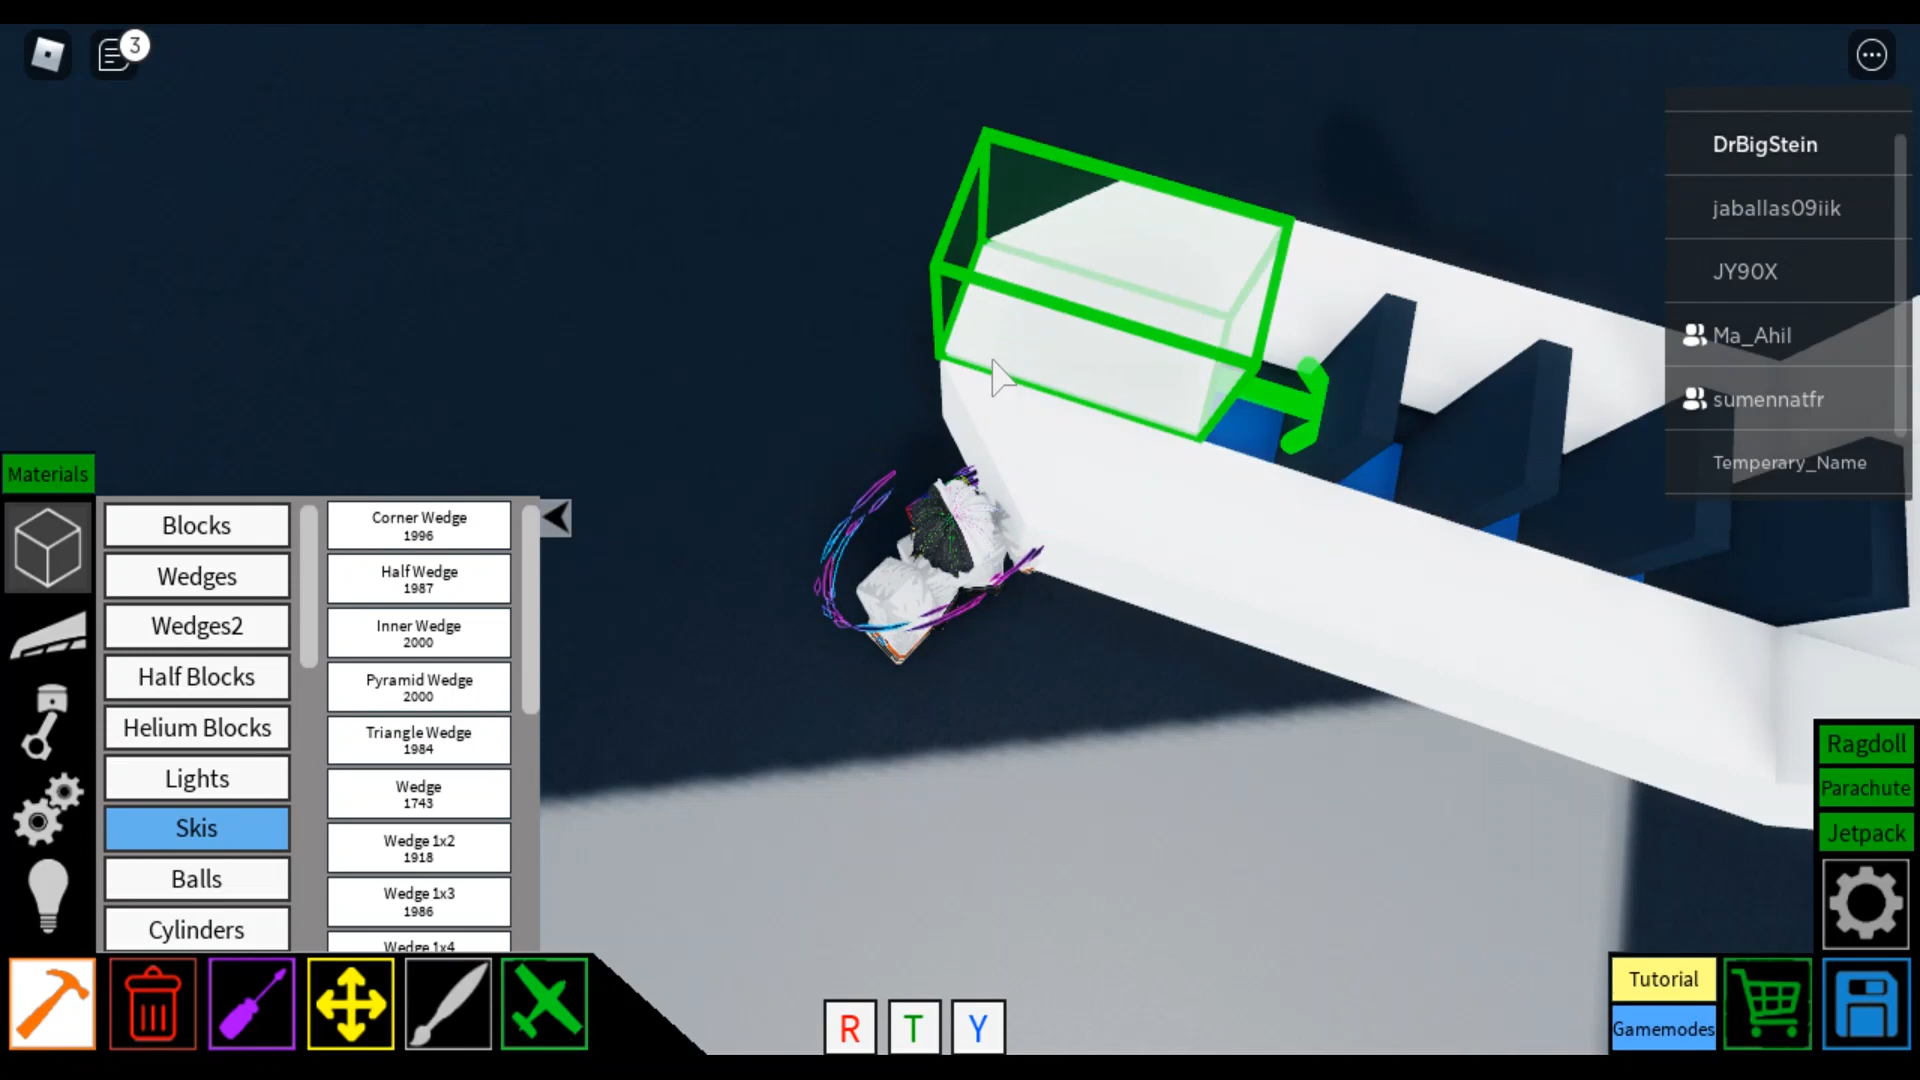 3
DrBigStein
jaballas09iik
JY90X
Ma_Ahil
sumennatfr
Temperary_Name
Materials
Blocks
Wedges
Wedges2
Half Blocks
Helium Blocks
Lights
Skis
Balls
Cylinders
Corner Wedge
1996
Half Wedge
1987
Inner Wedge
2000
Pyramid Wedge
2000
Triangle Wedge
1984
Wedge
1743
Wedge 1x2
1918
Wedge 1x3
1986
Wedge 1x4
Ragdoll
Parachute
Jetpack
Tutorial
Gamemodes
R T Y